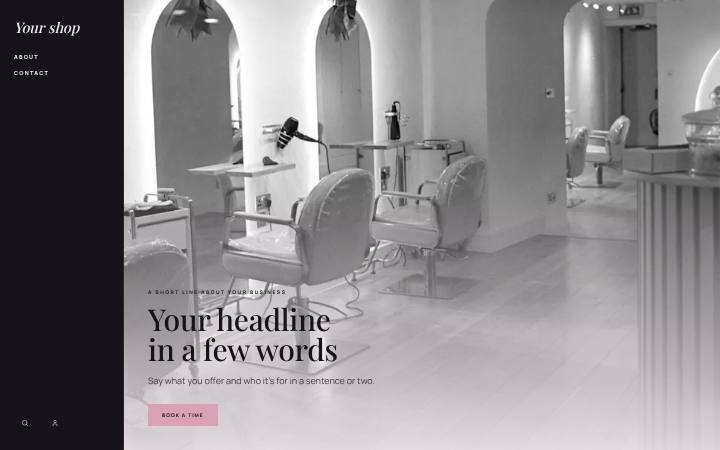 Your shop
ABOUT
CONTACT
A SHORT LINE ABOUT YOUR BUSINESS
Your headline
in a few words
Say what you offer and who it's for in a sentence or two.
BOOK A TIME